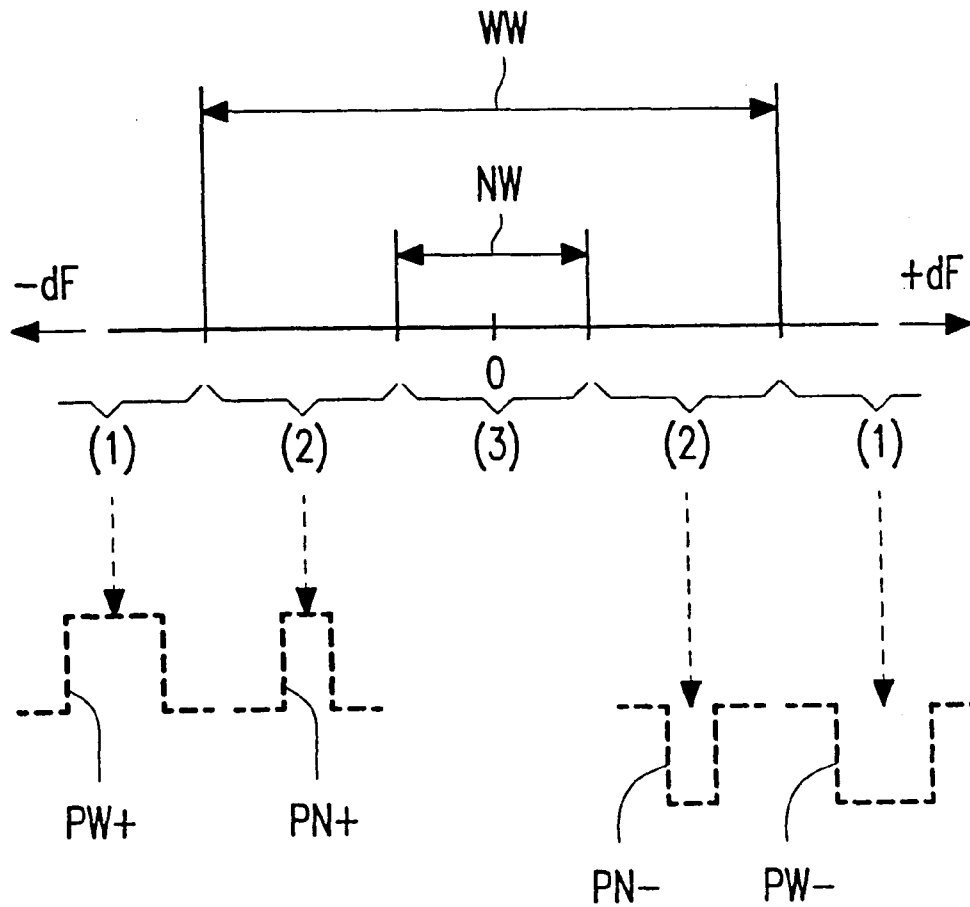 WW
NW
-dF +dF
0
(1) (2) (3) (2) (1)
PW+ PN+
PN- PW-